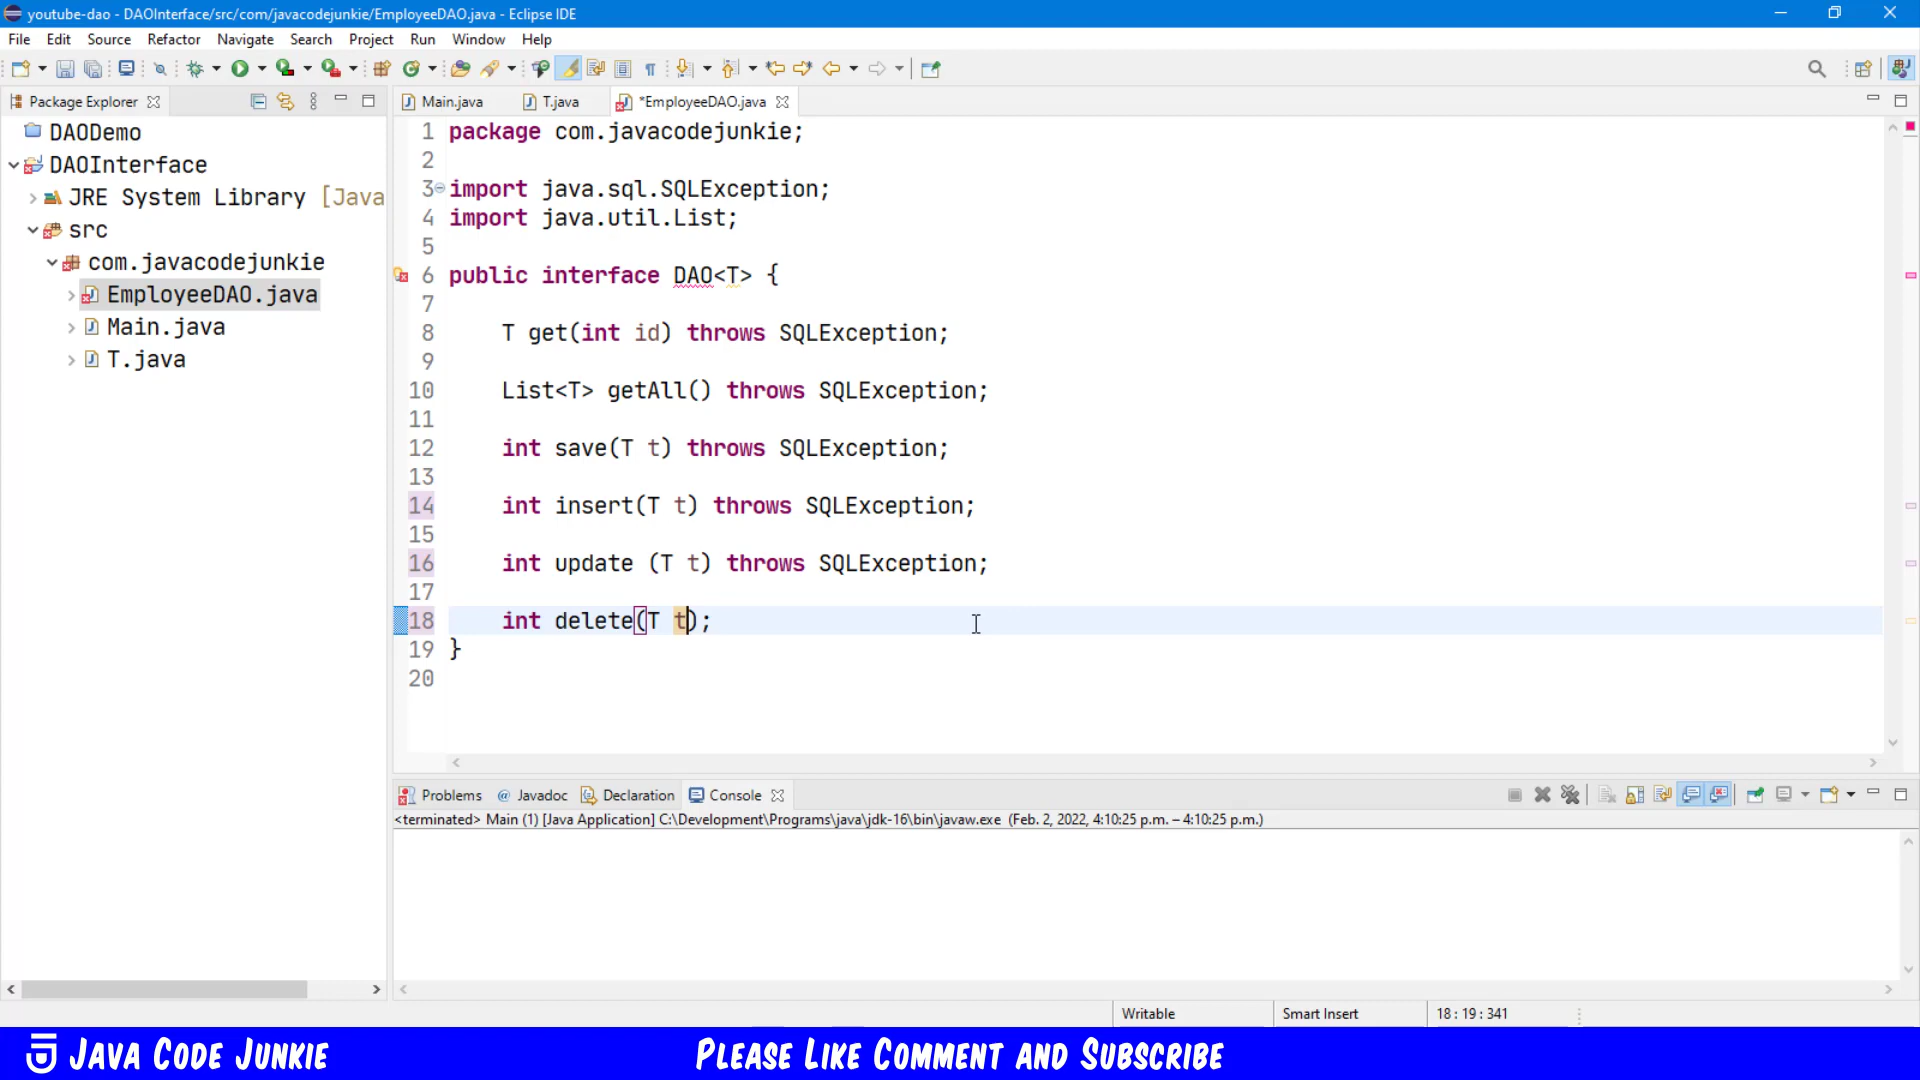 youtube-dao - DAOInterface/src/com/javacodejunkie/EmployeeDAO.java - Eclipse IDE
File Edit Source Refactor Navigate Search Project Run Window Help
Package Explorer
DAODemo
DAOInterface
JRE System Library [Java
src
com.javacodejunkie
EmployeeDAO.java
Main.java
T.java
Main.java T.java *EmployeeDAO.java
1 package com.javacodejunkie;
2
3 import java.sql.SQLException;
4 import java.util.List;
5
6 public interface DAO<T> {
7
8 T get(int id) throws SQLException;
9
10 List<T> getAll() throws SQLException;
11
12 int save(T t) throws SQLException;
13
14 int insert(T t) throws SQLException;
15
16 int update (T t) throws SQLException;
17
18 int delete(T t);
19 }
20
Problems @ Javadoc Declaration Console
<terminated> Main (1) [Java Application] C:\Development\Programs\java\jdk-16\bin\javaw.exe (Feb. 2, 2022, 4:10:25 p.m. – 4:10:25 p.m.)
Writable Smart Insert 18 : 19 : 341
JAVA CODE JUNKIE PLEASE LIKE COMMENT AND SUBSCRIBE